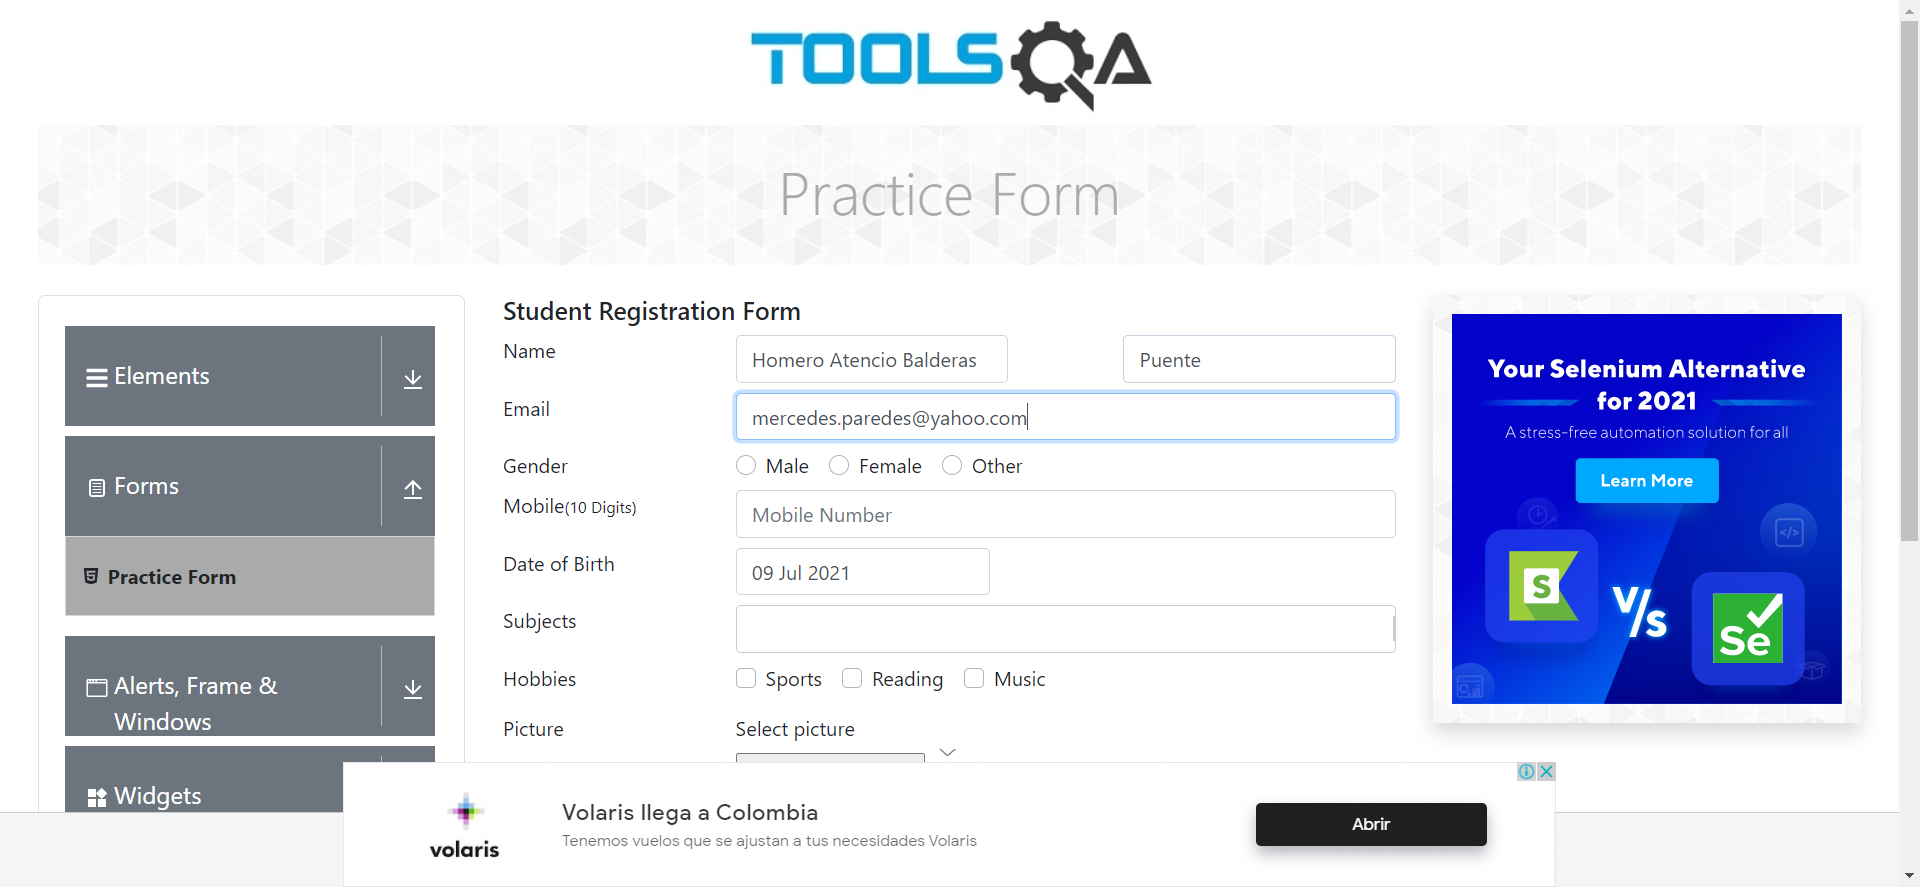 TOOLSQA
Practice Form
Elements
Forms
Practice Form
Alerts, Frame &
Windows
Widgets
Student Registration Form
Name
Homero Atencio Balderas
Puente
Email
mercedes.paredes@yahoo.com
Gender
Male
Female
Other
Mobile(10 Digits)
Mobile Number
Date of Birth
09 Jul 2021
Subjects
Hobbies
Sports
Reading
Music
Picture
Select picture
Your Selenium Alternative
for 2021
A stress-free automation solution for all
Learn More
S
V/s
Se
volaris
Volaris llega a Colombia
Tenemos vuelos que se ajustan a tus necesidades Volaris
Abrir